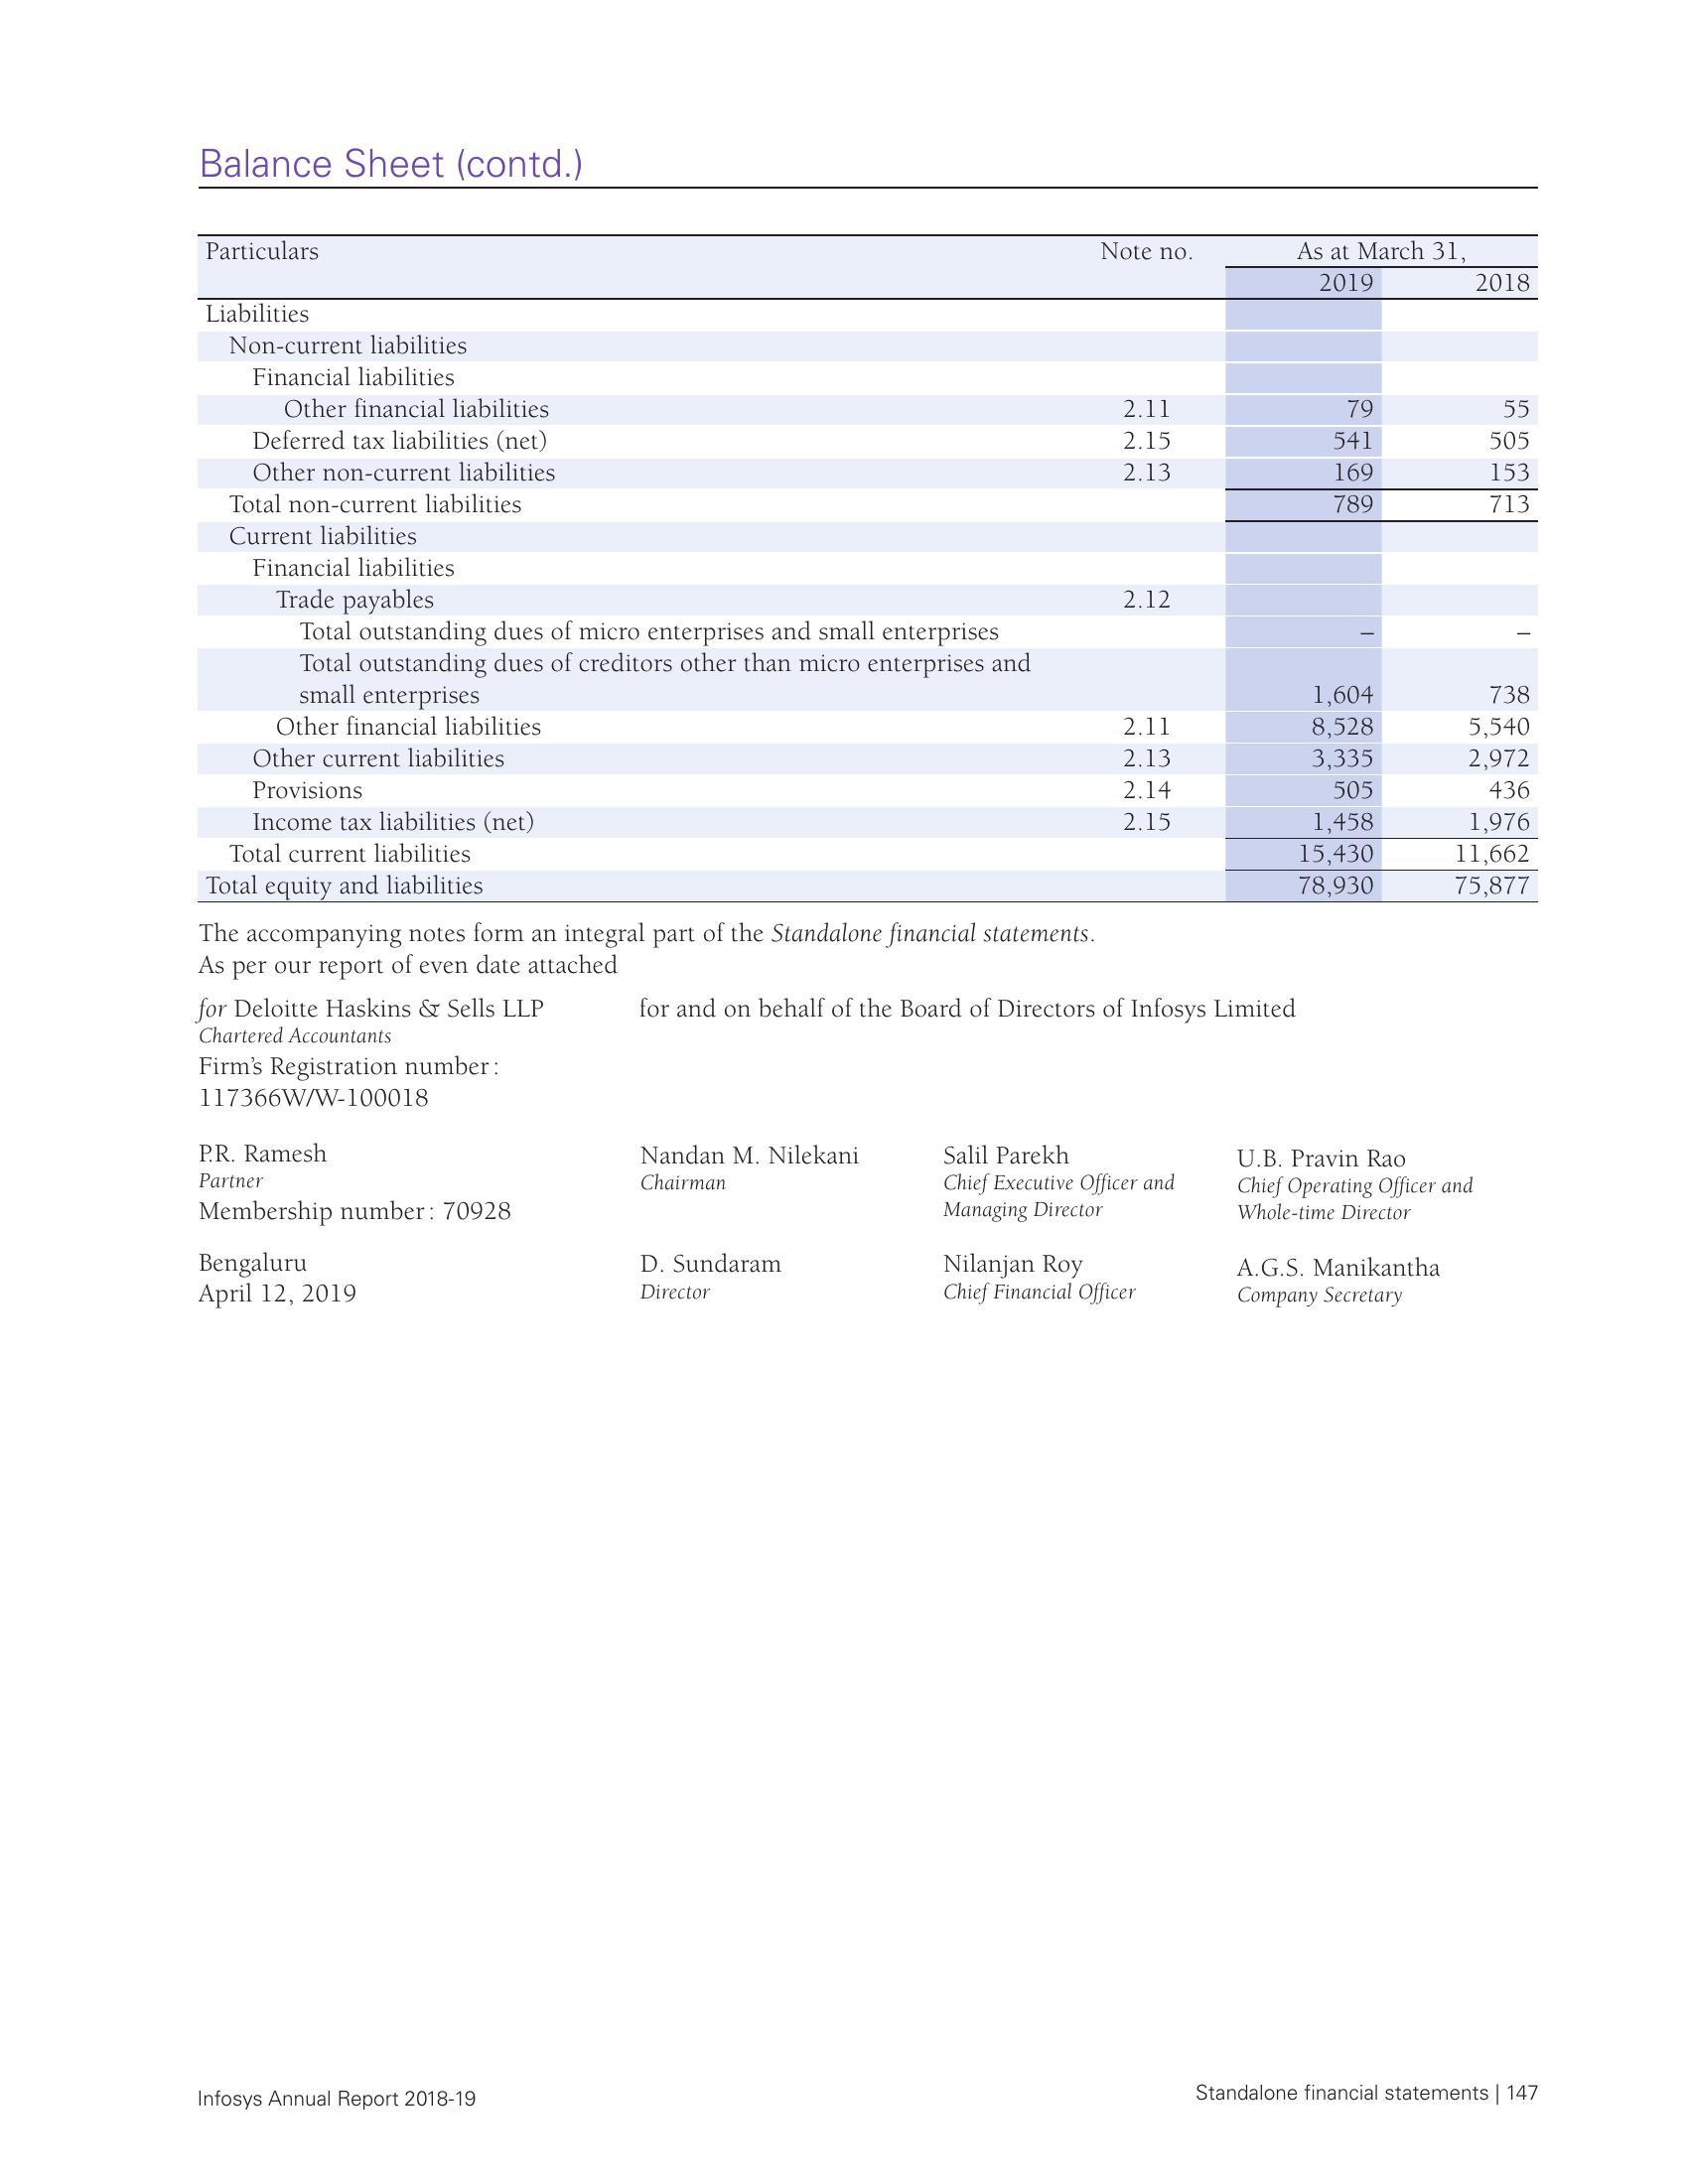 Balance Sheet (contd.)
Particulars Note no. As at March 31,
2019 2018
Liabilities
Non-current liabilities
Financial liabilities
Other financial liabilities 2.11 79 55
Deferred tax liabilities (net) 2.15 541 505
Other non-current liabilities 2.13 169 153
Total non-current liabilities 789 713
Current liabilities
Financial liabilities
Trade payables 2.12
Total outstanding dues of micro enterprises and small enterprises – –
Total outstanding dues of creditors other than micro enterprises and
small enterprises 1,604 738
Other financial liabilities 2.11 8,528 5,540
Other current liabilities 2.13 3,335 2,972
Provisions 2.14 505 436
Income tax liabilities (net) 2.15 1,458 1,976
Total current liabilities 15,430 11,662
Total equity and liabilities 78,930 75,877
The accompanying notes form an integral part of the Standalone financial statements.
As per our report of even date attached
for Deloitte Haskins & Sells LLP for and on behalf of the Board of Directors of Infosys Limited
Chartered Accountants
Firm's Registration number :
117366W/W-100018
P.R. Ramesh Nandan M. Nilekani Salil Parekh U.B. Pravin Rao
Partner Chairman Chief Executive Officer and Chief Operating Officer and
Membership number : 70928 Managing Director Whole-time Director
Bengaluru D. Sundaram Nilanjan Roy A.G.S. Manikantha
April 12, 2019 Director Chief Financial Officer Company Secretary
Infosys Annual Report 2018-19 Standalone financial statements | 147